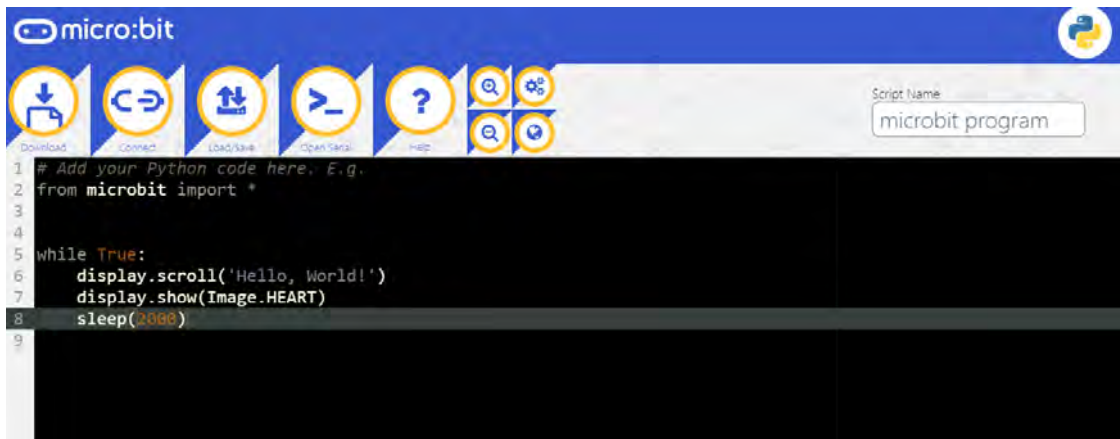 micro:bit
Download
Connect
Load/Save
Open Serial
Help
Script Name
microbit program
1 # Add your Python code here. E.g.
2 from microbit import *
3
4
5 while True:
6     display.scroll('Hello, World!')
7     display.show(Image.HEART)
8     sleep(2000)
9